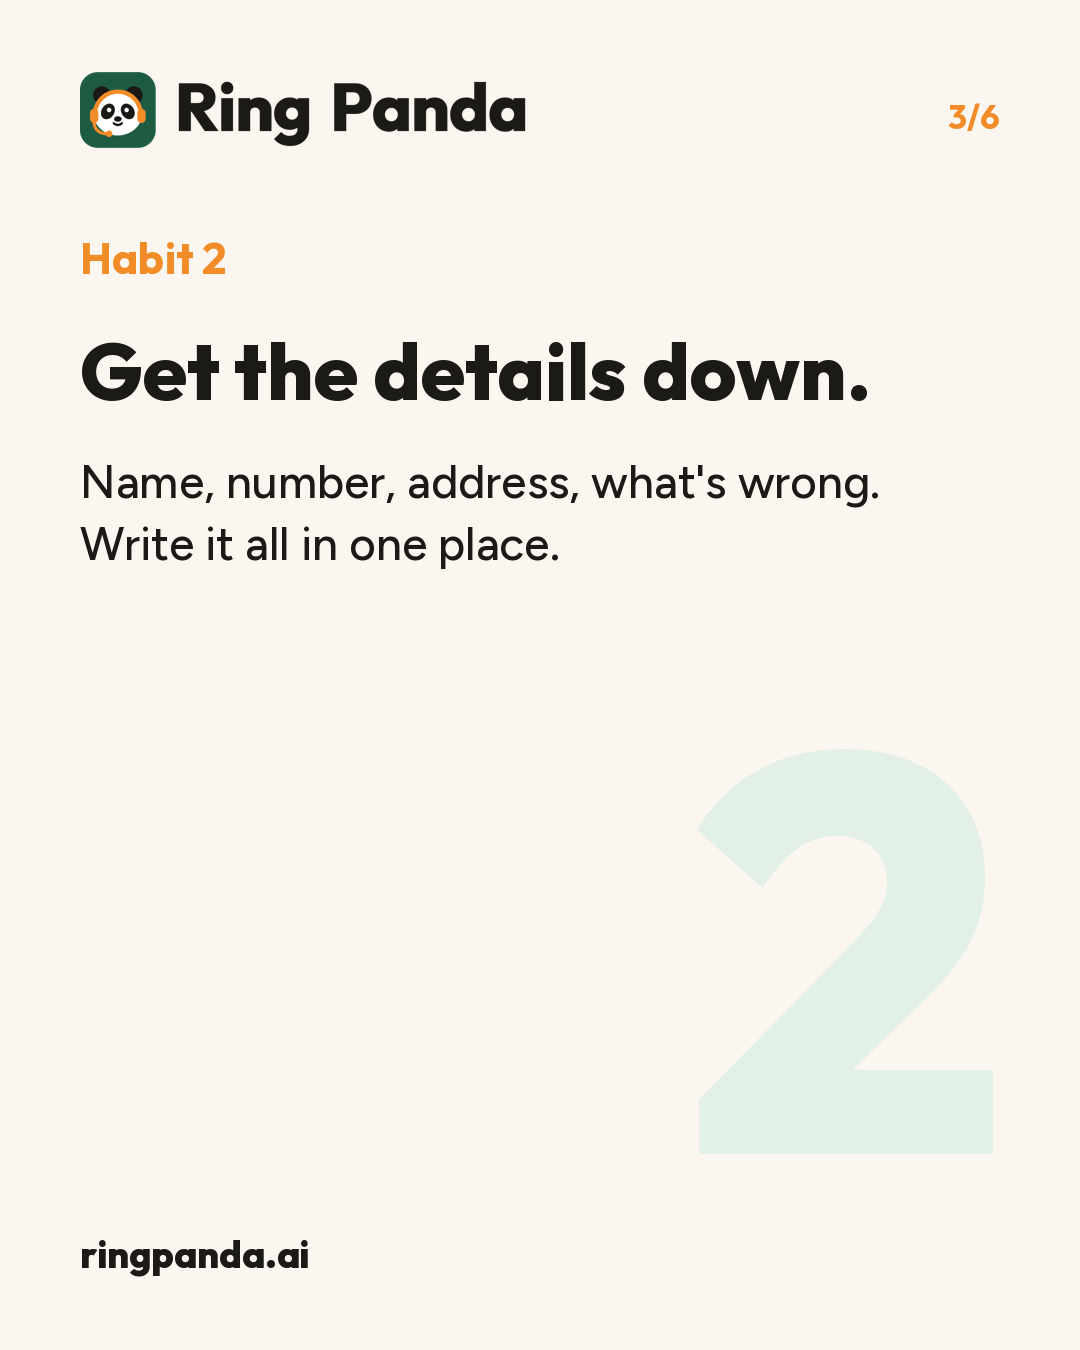 Ring Panda
3/6
Habit 2
Get the details down.
Name, number, address, what's wrong.
Write it all in one place.
2
ringpanda.ai